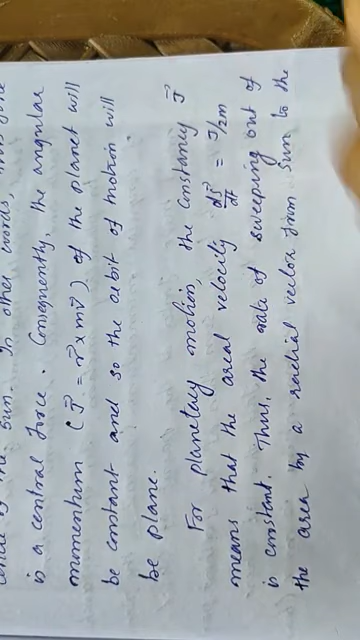 centre of the sun. In other words, this force
is a central force. Consequently, the angular
momentum (J⃗ = r⃗ × mv⃗) of the planet will
be constant and so the orbit of motion will
be plane.
For planetary motion, the constancy J⃗
means that the areal velocity dS⃗/dt = J/2m
is constant. Thus, the rate of sweeping out of
the area by a radial vector from sun to the